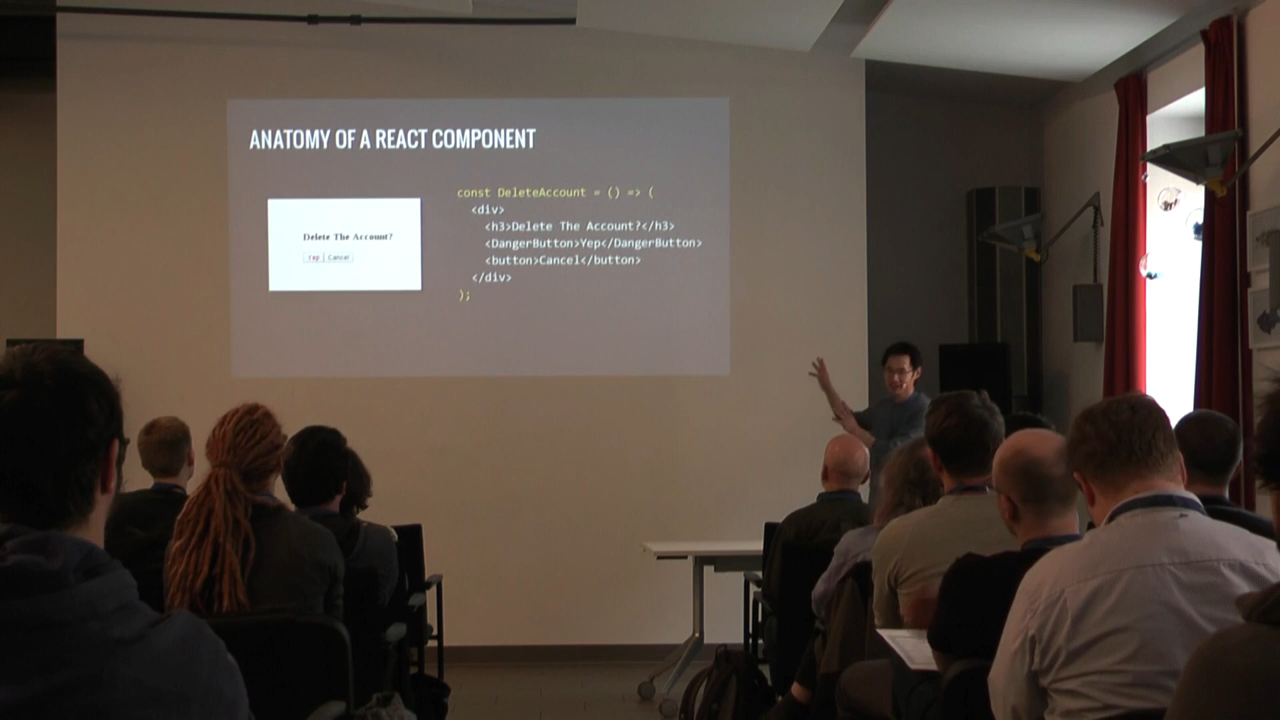 ANATOMY OF A REACT COMPONENT
Delete The Account?
Yep Cancel
const DeleteAccount = () => (
<div>
<h3>Delete The Account?</h3>
<DangerButton>Yep</DangerButton>
<button>Cancel</button>
</div>
);